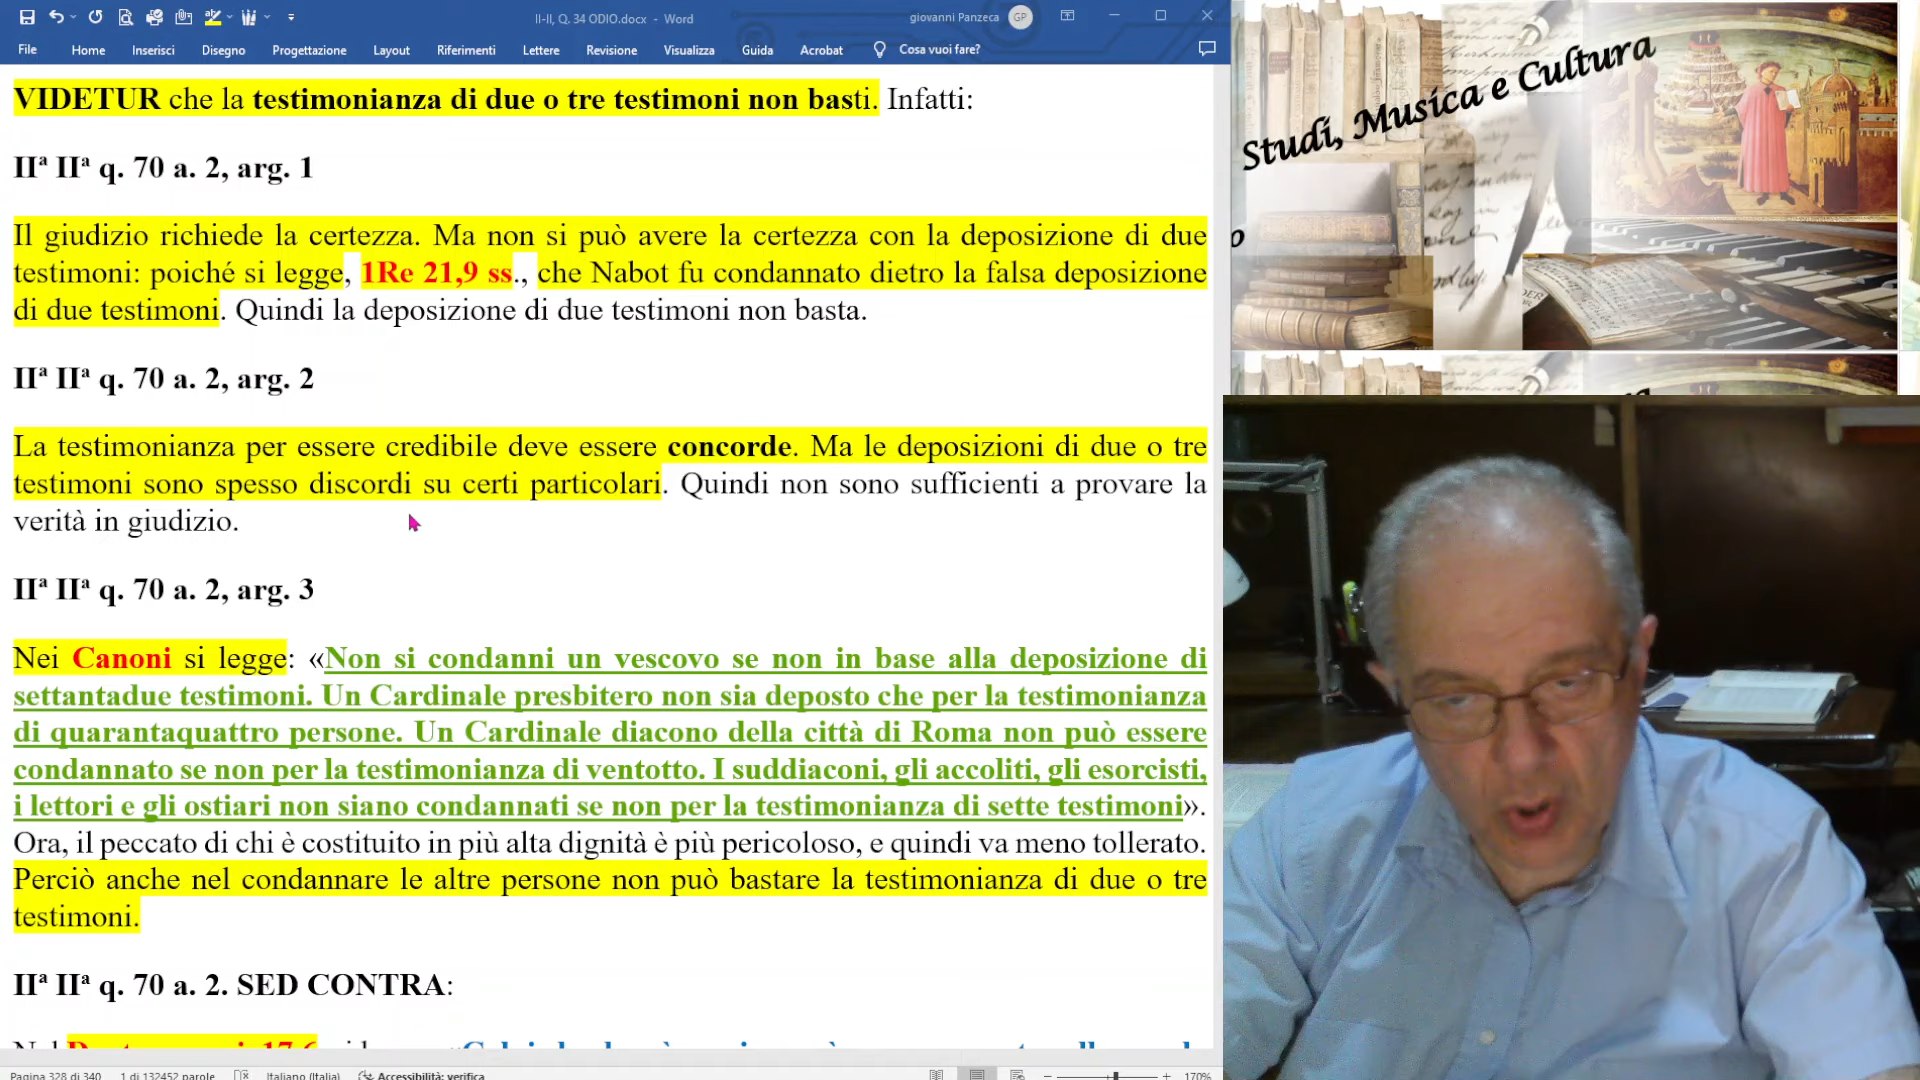 II-II, Q. 34 ODIO.docx - Word
giovanni Panzeca GP
File Home Inserisci Disegno Progettazione Layout Riferimenti Lettere Revisione Visualizza Guida Acrobat Cosa vuoi fare?
VIDETUR che la testimonianza di due o tre testimoni non basti. Infatti:
IIª IIª q. 70 a. 2, arg. 1
Il giudizio richiede la certezza. Ma non si può avere la certezza con la deposizione di due
testimoni: poiché si legge, 1Re 21,9 ss., che Nabot fu condannato dietro la falsa deposizione
di due testimoni. Quindi la deposizione di due testimoni non basta.
IIª IIª q. 70 a. 2, arg. 2
La testimonianza per essere credibile deve essere concorde. Ma le deposizioni di due o tre
testimoni sono spesso discordi su certi particolari. Quindi non sono sufficienti a provare la
verità in giudizio.
IIª IIª q. 70 a. 2, arg. 3
Nei Canoni si legge: «Non si condanni un vescovo se non in base alla deposizione di
settantadue testimoni. Un Cardinale presbitero non sia deposto che per la testimonianza
di quarantaquattro persone. Un Cardinale diacono della città di Roma non può essere
condannato se non per la testimonianza di ventotto. I suddiaconi, gli accoliti, gli esorcisti,
i lettori e gli ostiari non siano condannati se non per la testimonianza di sette testimoni».
Ora, il peccato di chi è costituito in più alta dignità è più pericoloso, e quindi va meno tollerato.
Perciò anche nel condannare le altre persone non può bastare la testimonianza di due o tre
testimoni.
IIª IIª q. 70 a. 2. SED CONTRA:
Pagina 328 di 340 1 di 132452 parole Italiano (Italia) Accessibilità: verifica 170%
Studi, Musica e Cultura
o